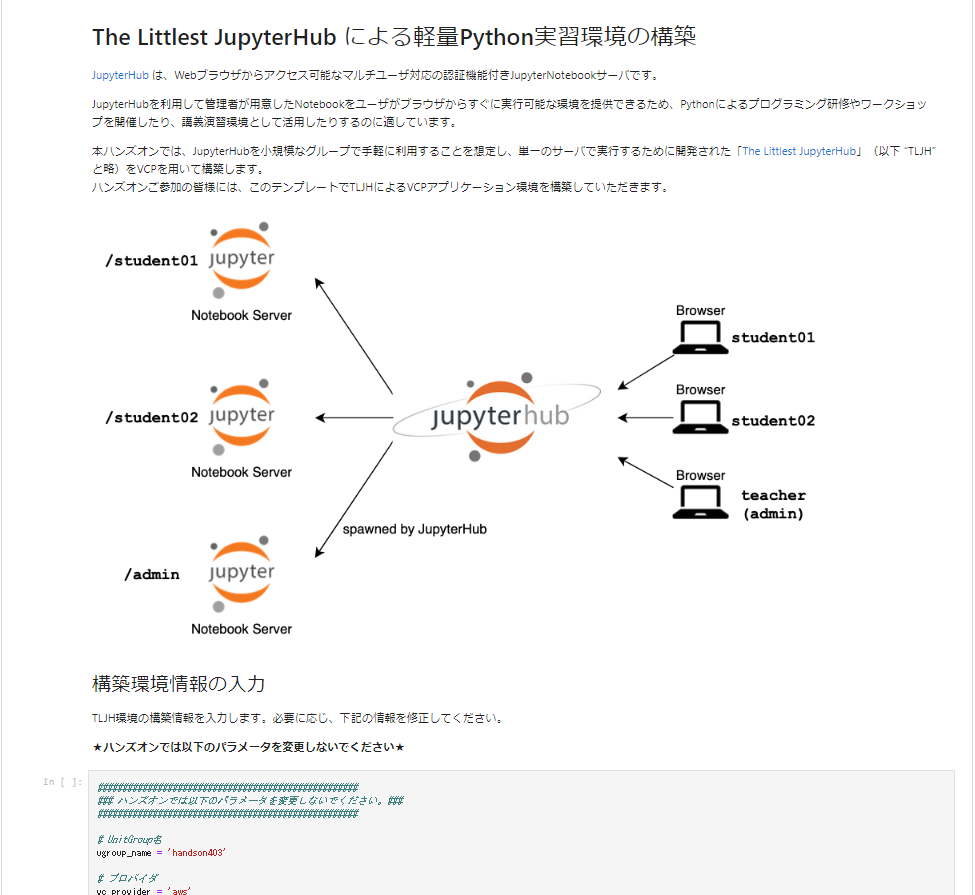 The Littlest JupyterHub による軽量Python実習環境の構築
JupyterHub は、Webブラウザからアクセス可能なマルチユーザ対応の認証機能付きJupyterNotebookサーバです。
JupyterHubを利用して管理者が用意したNotebookをユーザがブラウザからすぐに実行可能な環境を提供できるため、Pythonによるプログラミング研修やワークショッ
プを開催したり、講義演習環境として活用したりするのに適しています。
本ハンズオンでは、JupyterHubを小規模なグループで手軽に利用することを想定し、単一のサーバで実行するために開発された「The Littlest JupyterHub」（以下 "TLJH"
と略）をVCPを用いて構築します。
ハンズオンご参加の皆様には、このテンプレートでTLJHによるVCPアプリケーション環境を構築していただきます。
/student01
jupyter
Notebook Server
Browser
student01
/student02
jupyter
Notebook Server
jupyterhub
Browser
student02
Browser
teacher
(admin)
spawned by JupyterHub
/admin
jupyter
Notebook Server
構築環境情報の入力
TLJH環境の構築情報を入力します。必要に応じ、下記の情報を修正してください。
★ハンズオンでは以下のパラメータを変更しないでください★
In [ ]:
####################################################
### ハンズオンでは以下のパラメータを変更しないでください。###
####################################################
# UnitGroup名
ugroup_name = 'handson403'
# プロバイダ
vc_provider = 'aws'